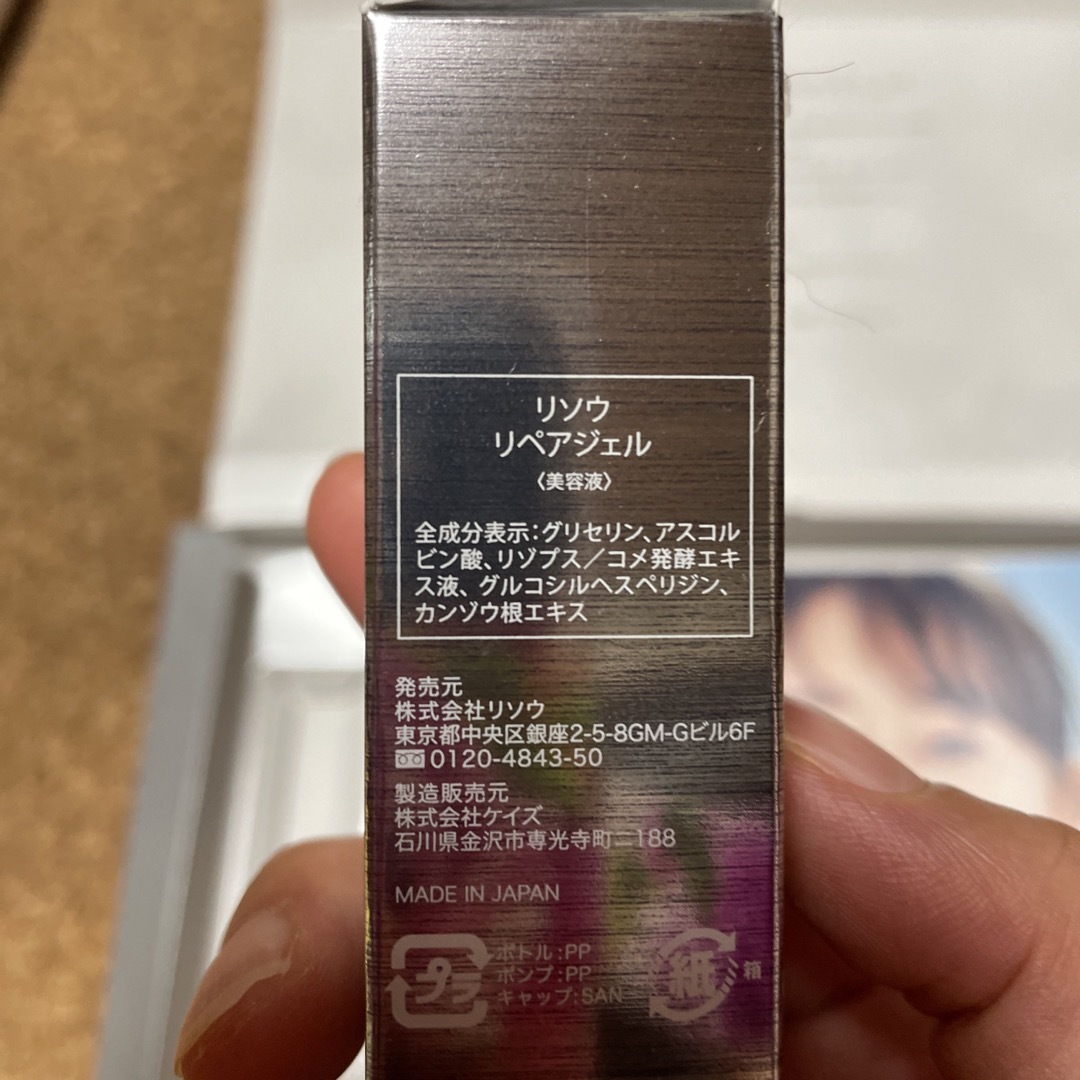 リソウ
リペアジェル
〈美容液〉
全成分表示:グリセリン、アスコル
ビン酸、リゾプス/コメ発酵エキ
ス液、グルコシルヘスペリジン、
カンゾウ根エキス
発売元
株式会社リソウ
東京都中央区銀座2-5-8GM-Gビル6F
0120-4843-50
製造販売元
株式会社ケイズ
石川県金沢市専光寺町ニ188
MADE IN JAPAN
プラ
ボトル:PP
ポンプ:PP
キャップ:SAN
紙
箱